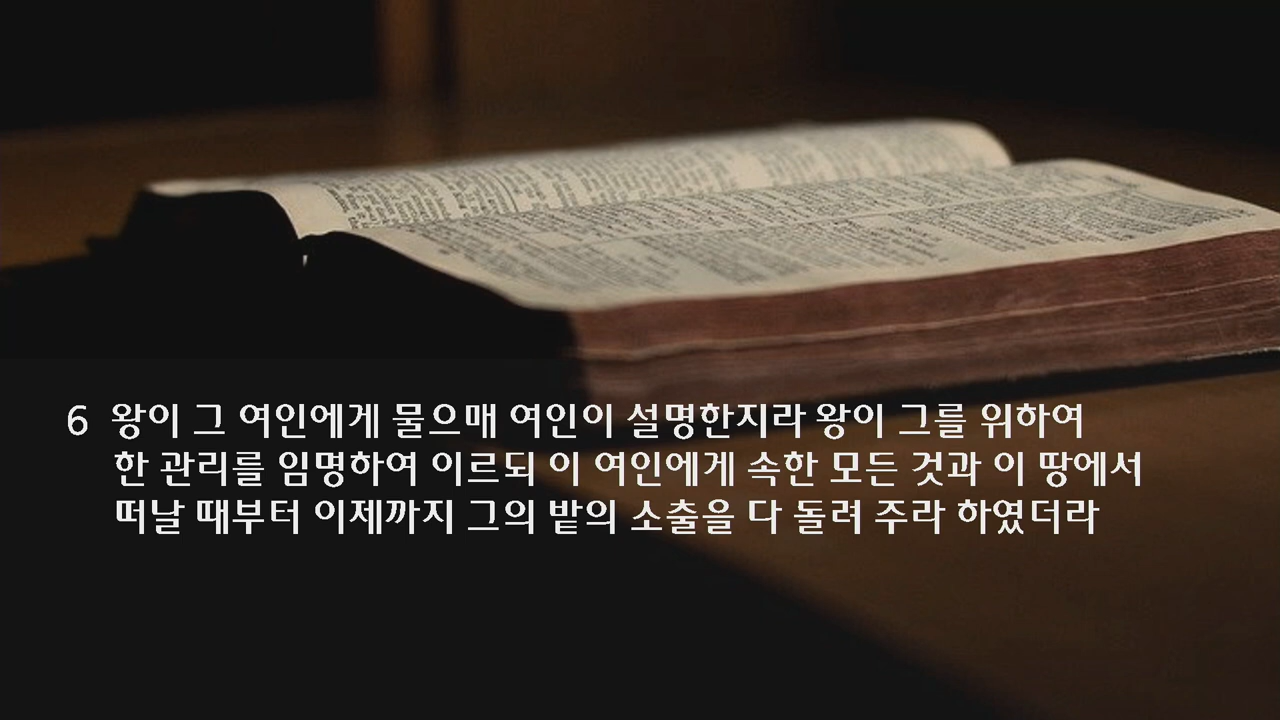 6 왕이 그 여인에게 물으매 여인이 설명한지라 왕이 그를 위하여
한 관리를 임명하여 이르되 이 여인에게 속한 모든 것과 이 땅에서
떠날 때부터 이제까지 그의 밭의 소출을 다 돌려 주라 하였더라